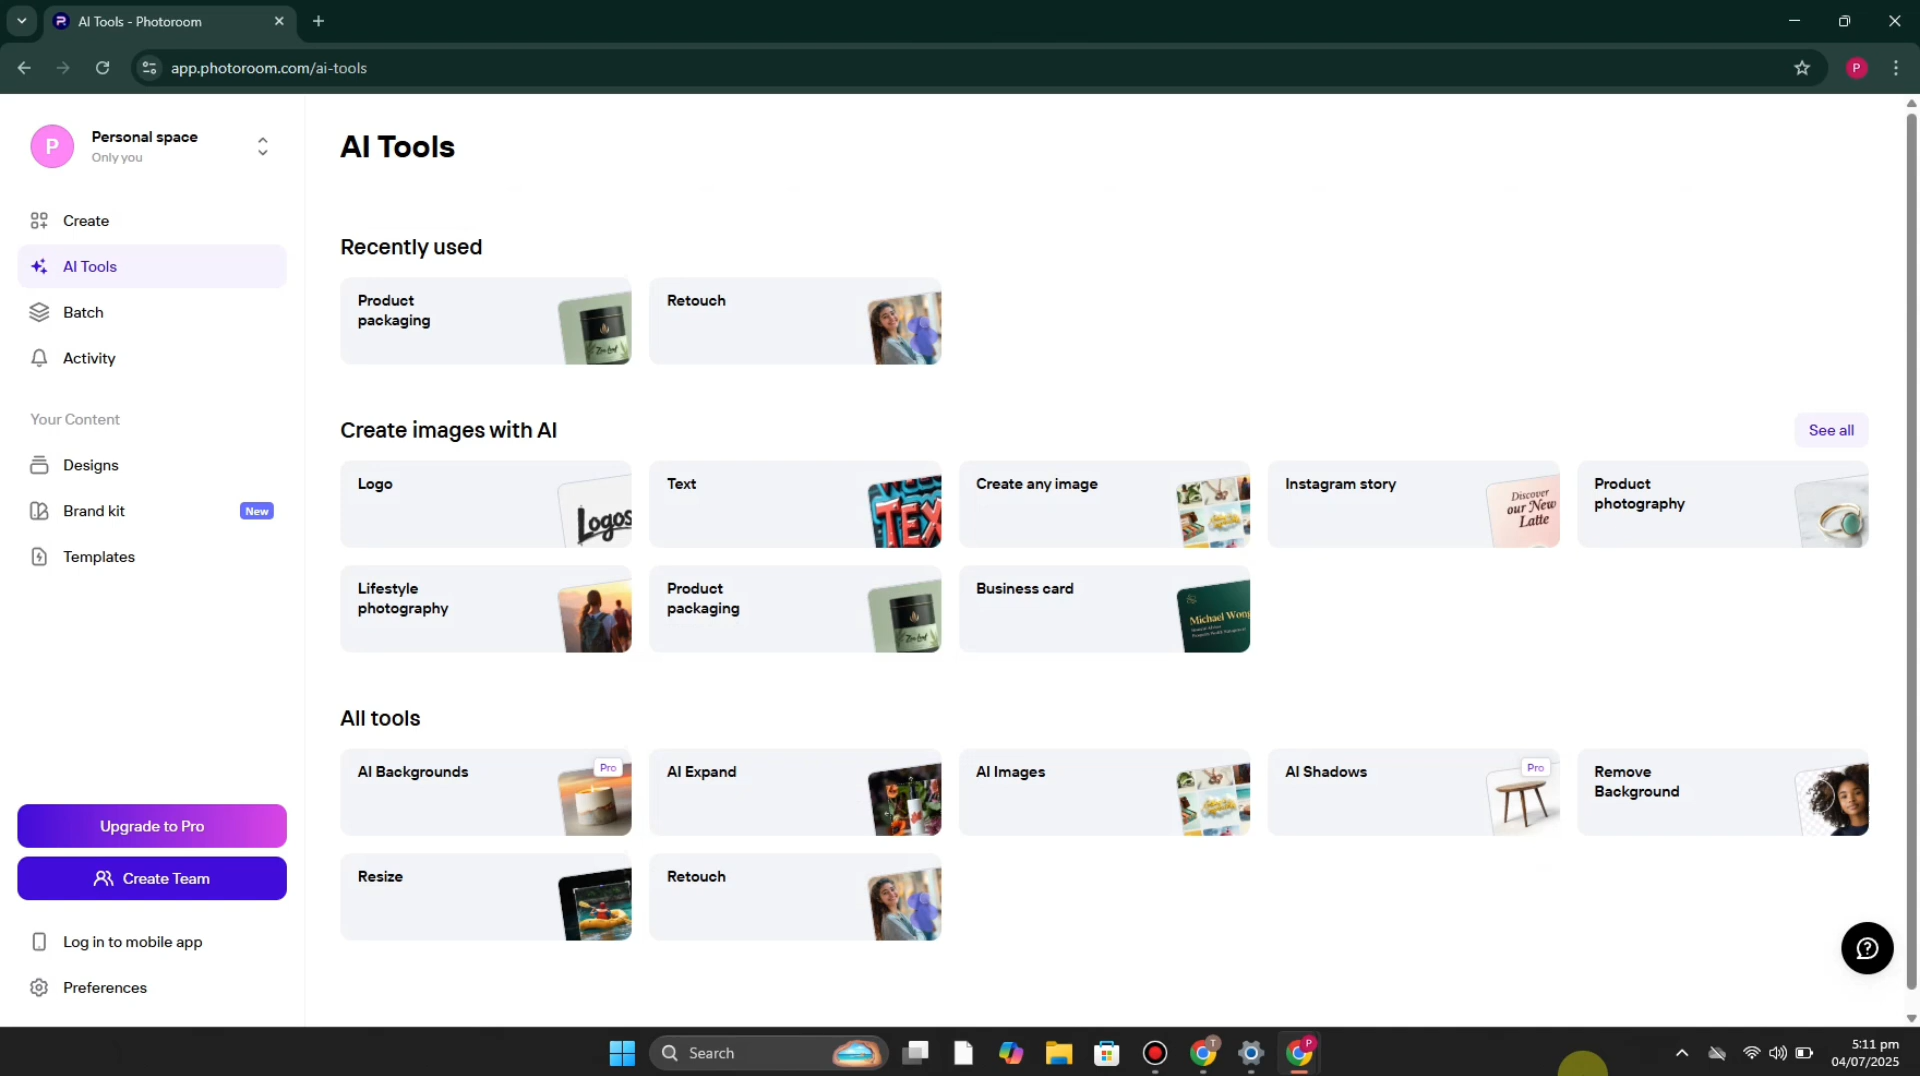 AI Tools - Photoroom
app.photoroom.com/ai-tools
P
P
Personal space
Only you
Create
AI Tools
Batch
Activity
Your Content
Designs
Brand kit
New
Templates
Upgrade to Pro
Create Team
Log in to mobile app
Preferences
AI Tools
Recently used
Product
packaging
Retouch
Create images with AI
See all
Logo
Logos
Text
TEX
Create any image
Instagram story
Discover
our New
Latte
Product
photography
Lifestyle
photography
Product
packaging
Business card
Michael Wong
All tools
AI Backgrounds
Pro
AI Expand
AI Images
AI Shadows
Pro
Remove
Background
Resize
Retouch
Search
T
P
5:11 pm
04/07/2025